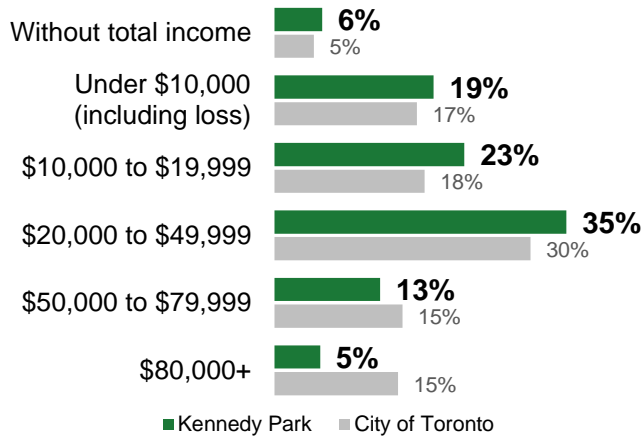 Without total income
6%
5%
Under $10,000
(including loss)
19%
17%
$10,000 to $19,999
23%
18%
$20,000 to $49,999
35%
30%
$50,000 to $79,999
13%
15%
$80,000+
5%
15%
Kennedy Park City of Toronto